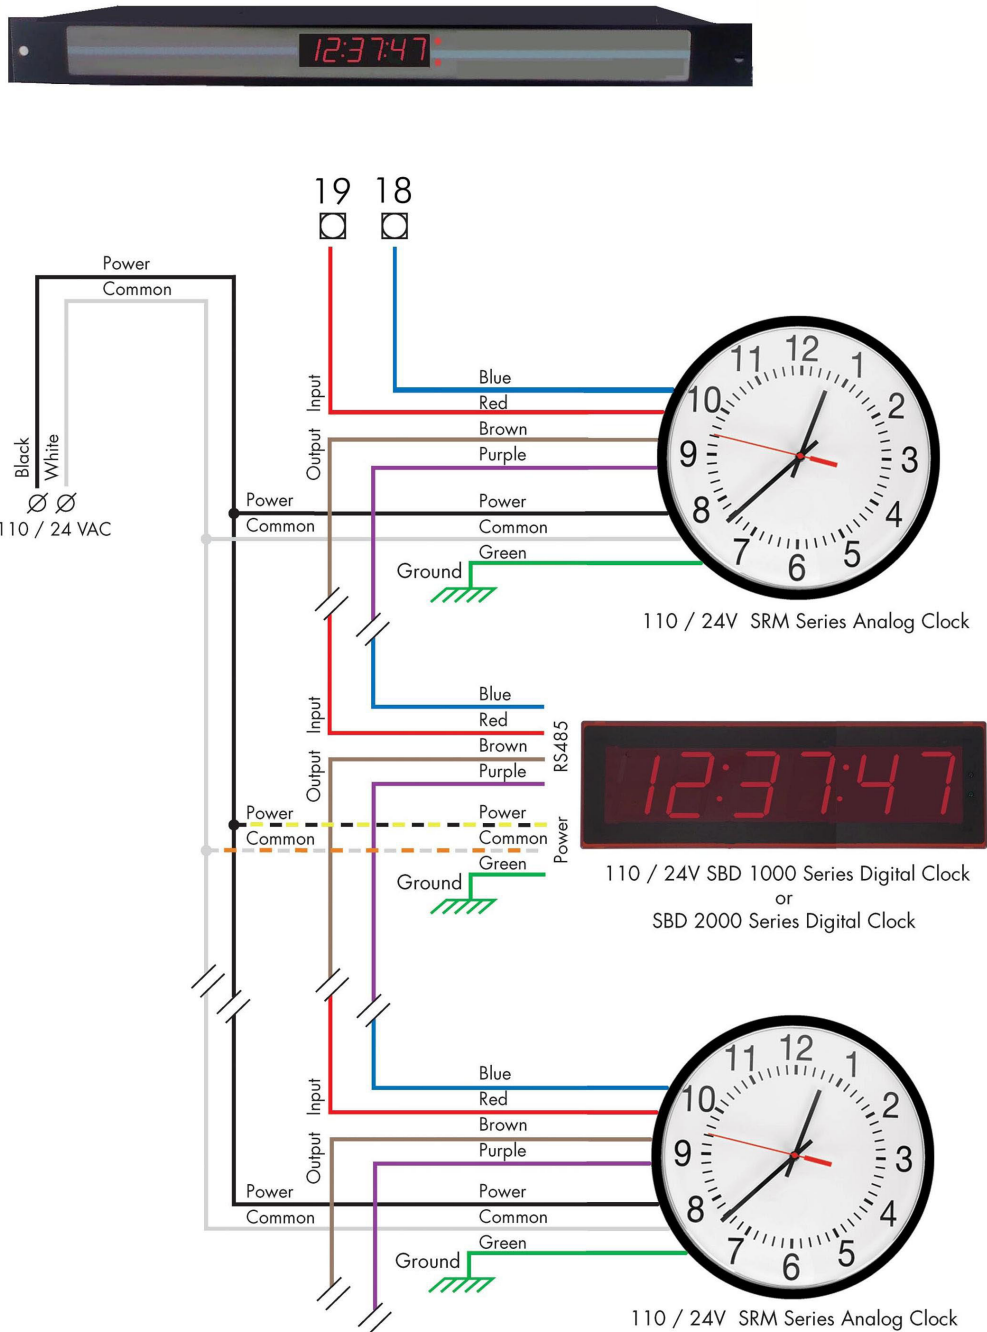 12:37:47
19 18
Power
Common
Black
White
110 / 24 VAC
Input
Output
Blue
Red
Brown
Purple
Power
Power
Common
Common
Green
Ground
12
1
2
3
4
5
6
7
8
9
10
11
110 / 24V SRM Series Analog Clock
Input
Output
Blue
Red
Brown
Purple
RS485
Power
Power
Common
Common
Green
Ground
Power
12:37:47
110 / 24V SBD 1000 Series Digital Clock
or
SBD 2000 Series Digital Clock
Input
Output
Blue
Red
Brown
Purple
Power
Power
Common
Common
Green
Ground
12
1
2
3
4
5
6
7
8
9
10
11
110 / 24V SRM Series Analog Clock